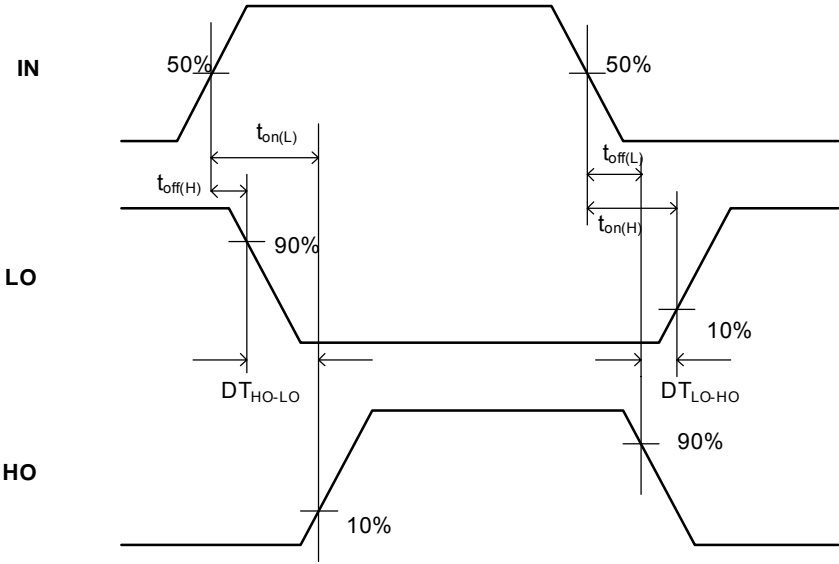 IN
50%
50%
t_on(L)
t_off(L)
t_off(H)
t_on(H)
90%
LO
10%
DT_HO-LO
DT_LO-HO
90%
HO
10%